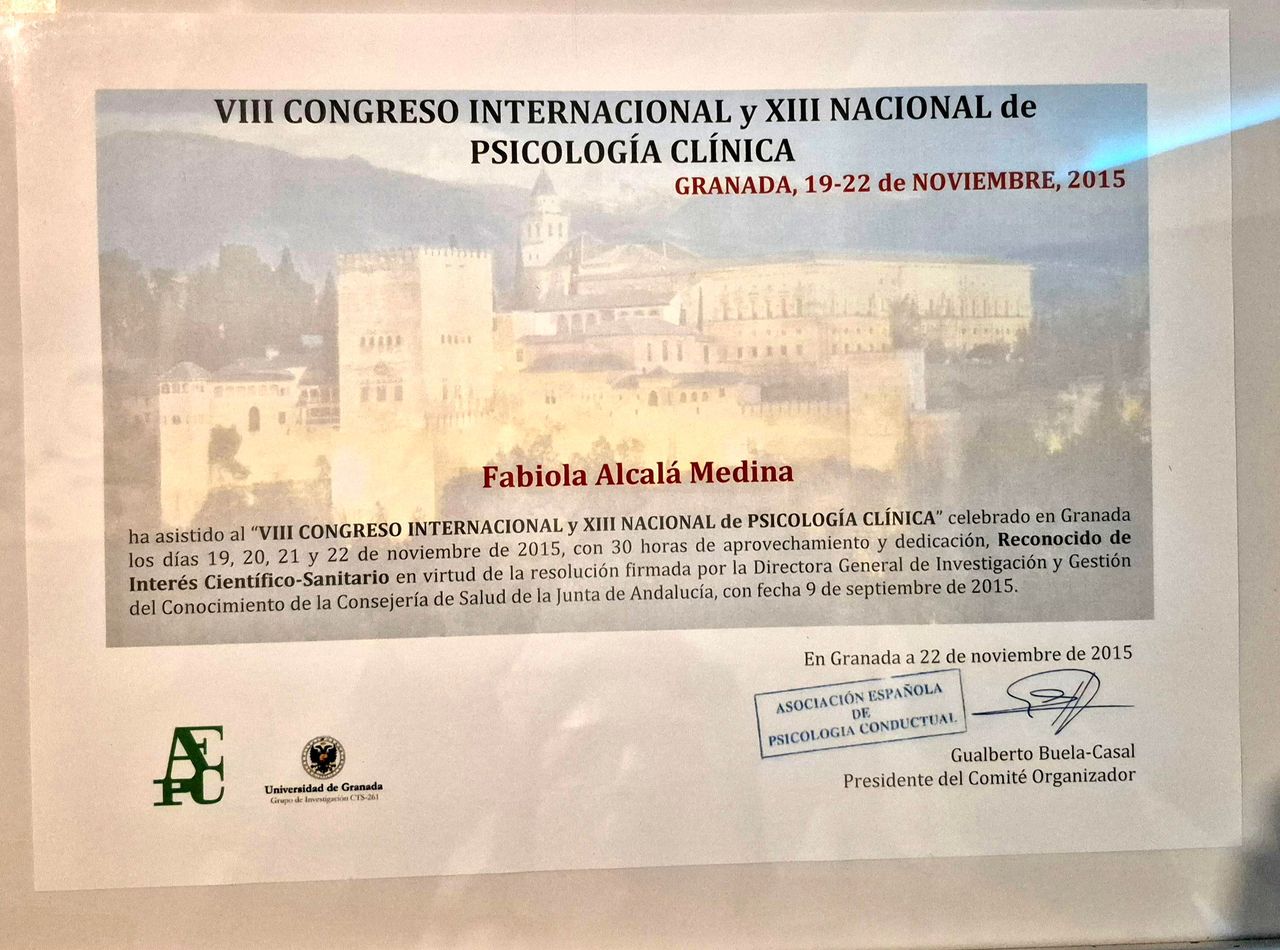 VIII CONGRESO INTERNACIONAL y XIII NACIONAL de
PSICOLOGÍA CLÍNICA
GRANADA, 19-22 de NOVIEMBRE, 2015
Fabiola Alcalá Medina
ha asistido al “VIII CONGRESO INTERNACIONAL y XIII NACIONAL de PSICOLOGÍA CLÍNICA” celebrado en Granada
los días 19, 20, 21 y 22 de noviembre de 2015, con 30 horas de aprovechamiento y dedicación, Reconocido de
Interés Científico-Sanitario en virtud de la resolución firmada por la Directora General de Investigación y Gestión
del Conocimiento de la Consejería de Salud de la Junta de Andalucía, con fecha 9 de septiembre de 2015.
En Granada a 22 de noviembre de 2015
ASOCIACIÓN ESPAÑOLA
DE
PSICOLOGIA CONDUCTUAL
Gualberto Buela-Casal
Presidente del Comité Organizador
AEPC
Universidad de Granada
Grupo de Investigación CTS-261